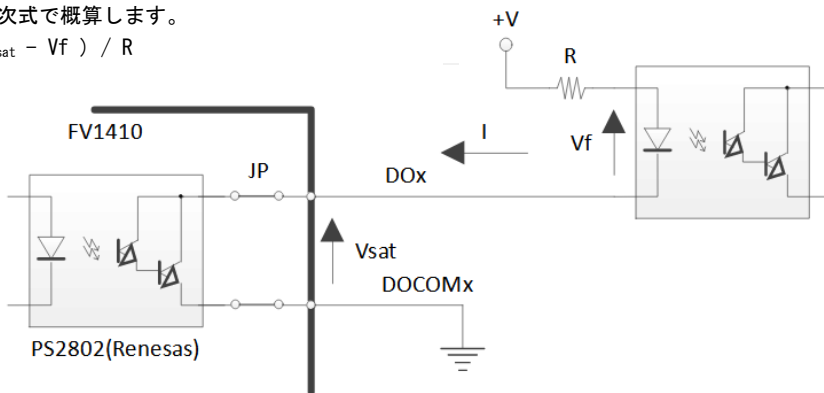 次式で概算します。
sat − Vf ) / R
+V
R
FV1410
I
Vf
JP
DOx
Vsat
DOCOMx
PS2802(Renesas)